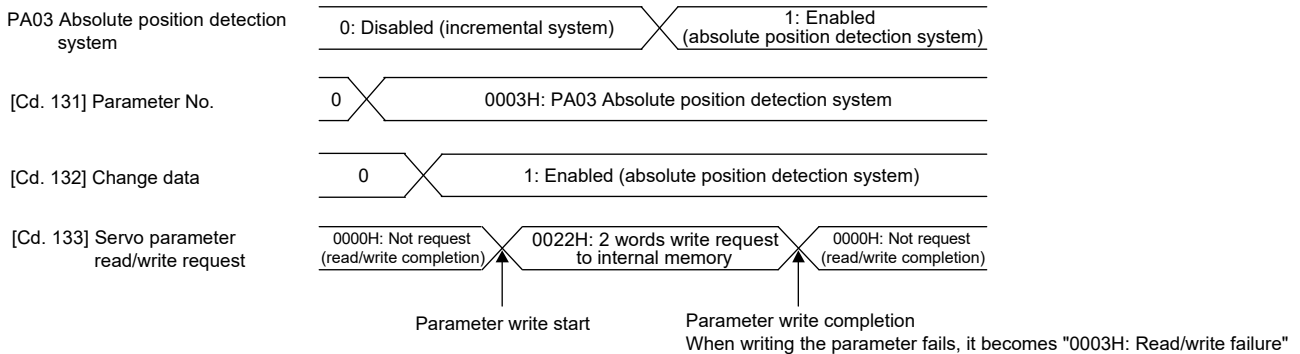 PA03 Absolute position detection
system
0: Disabled (incremental system)
1: Enabled
(absolute position detection system)
[Cd. 131] Parameter No.
0
0003H: PA03 Absolute position detection system
[Cd. 132] Change data
0
1: Enabled (absolute position detection system)
[Cd. 133] Servo parameter
read/write request
0000H: Not request
(read/write completion)
0022H: 2 words write request
to internal memory
0000H: Not request
(read/write completion)
Parameter write start
Parameter write completion
When writing the parameter fails, it becomes "0003H: Read/write failure"